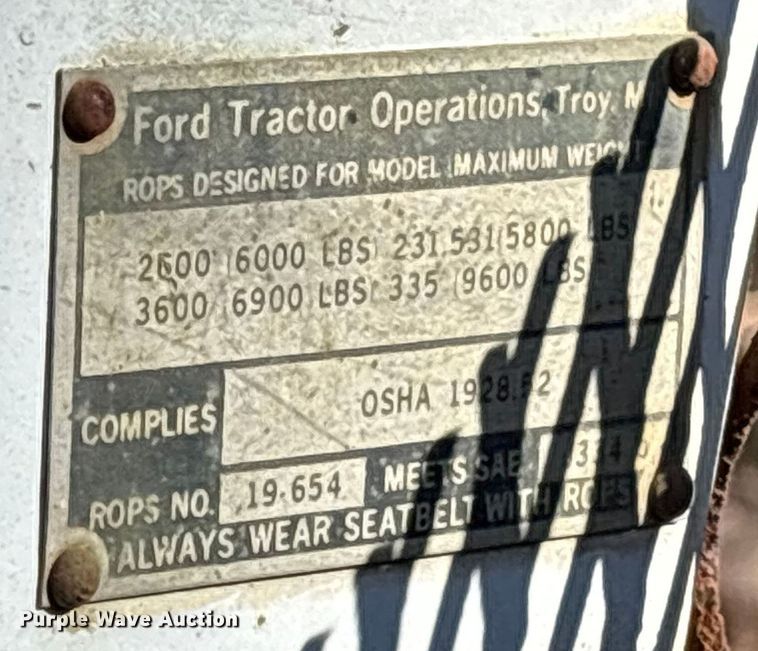 Ford Tractor Operations, Troy, M
ROPS DESIGNED FOR MODEL (MAXIMUM WEIGHT
2600 (6000 LBS) 231,531(5800 LBS)
3600 (6900 LBS) 335 (9600 LBS)
COMPLIES OSHA 1928.52
ROPS NO. 19-654 MEETS SAE
ALWAYS WEAR SEATBELT WITH ROPS
Purple Wave Auction